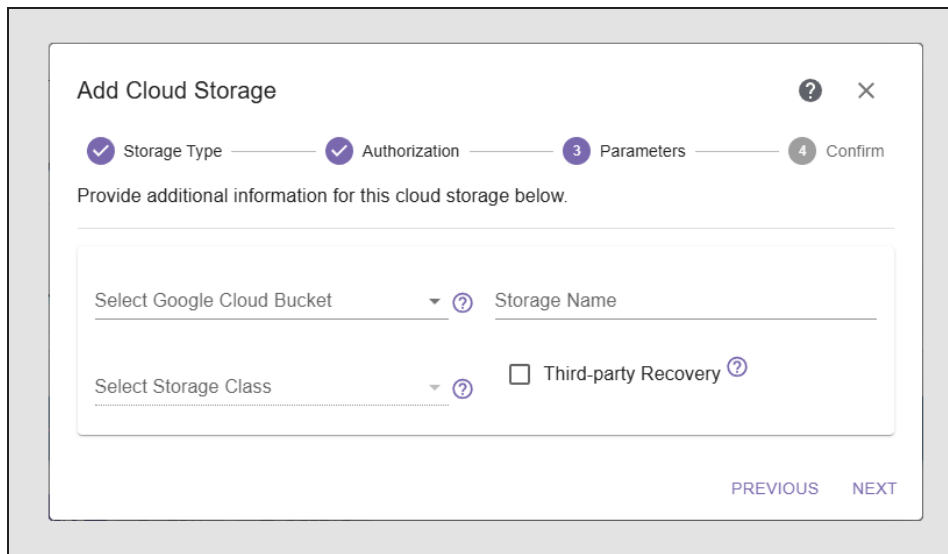 Add Cloud Storage ?
Storage Type Authorization 3 Parameters 4 Confirm
Provide additional information for this cloud storage below.
Select Google Cloud Bucket ? Storage Name
Select Storage Class ? Third-party Recovery ?
PREVIOUS NEXT